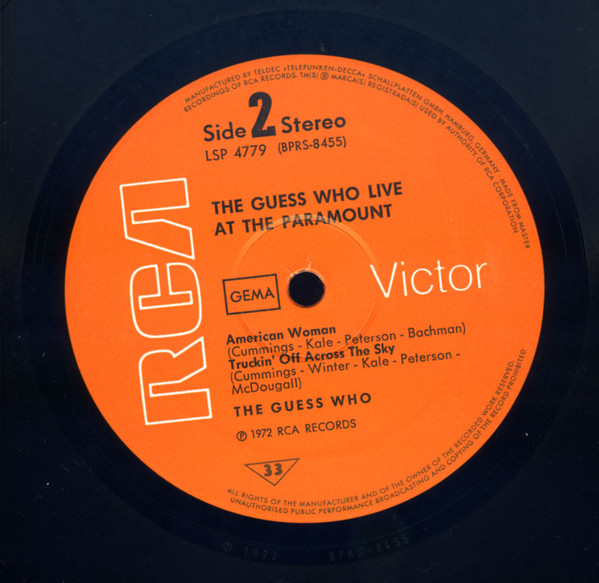 MANUFACTURED BY TELDEC »TELEFUNKEN-DECCA« SCHALLPLATTEN GMBH, HAMBURG, GERMANY, MADE FROM MASTER
RECORDINGS OF RCA RECORDS. TM(S) ® MARCA(S) REGISTRADA(S) USED BY AUTHORITY OF RCA CORPORATION
Side 2 Stereo
LSP 4779 (BPRS-8455)
THE GUESS WHO LIVE
AT THE PARAMOUNT
RCA
GEMA
Victor
American Woman
(Cummings - Kale - Peterson - Bachman)
Truckin' Off Across The Sky
(Cummings - Winter - Kale - Peterson -
McDougall)
THE GUESS WHO
℗ 1972 RCA RECORDS
33
ALL RIGHTS OF THE MANUFACTURER AND OF THE OWNER OF THE RECORDED WORK RESERVED.
UNAUTHORISED PUBLIC PERFORMANCE BROADCASTING AND COPYING OF THE RECORD PROHIBITED
℗ 1972 BPRS 8455